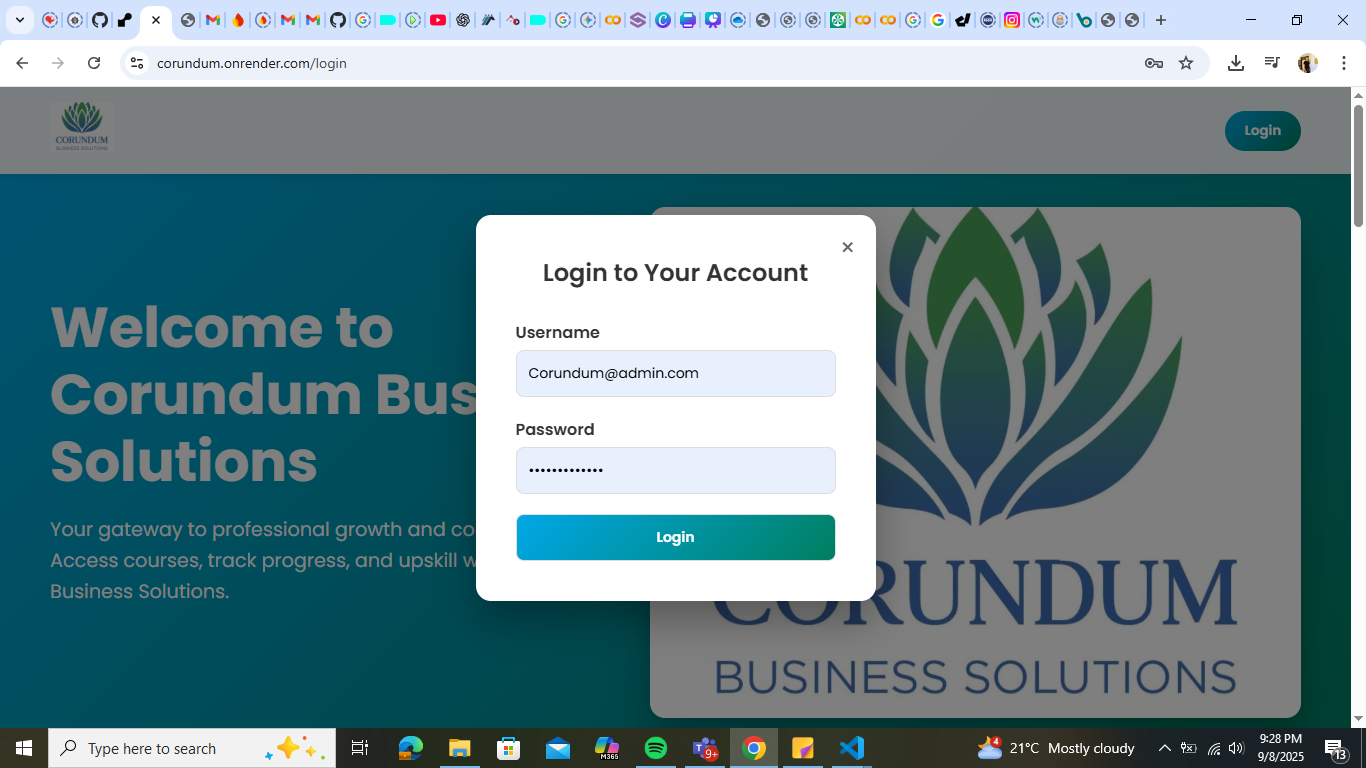 corundum.onrender.com/login
CORUNDUM
BUSINESS SOLUTIONS
Login
Welcome to
Corundum Bus
Solutions
Your gateway to professional growth and co
Access courses, track progress, and upskill w
Business Solutions.
Login to Your Account
Username
Corundum@admin.com
Password
•••••••••••••
Login
CORUNDUM
BUSINESS SOLUTIONS
Type here to search
M365
9+
4
21°C Mostly cloudy
9:28 PM
9/8/2025
13